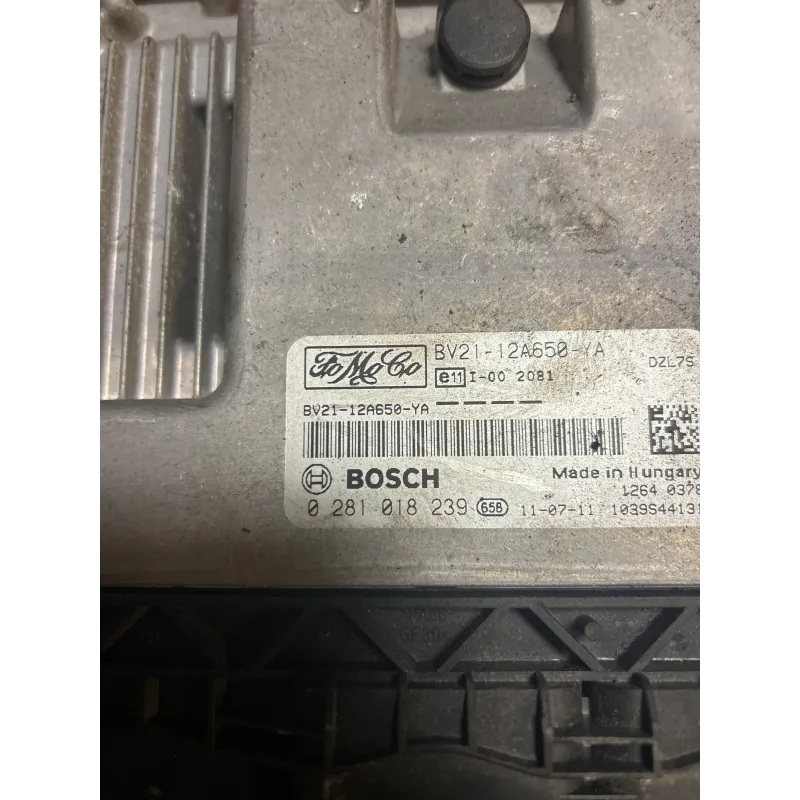 FoMoCo BV21-12A650-YA
e11 I-00 2081 DZL7S
BV21-12A650-YA
BOSCH Made in Hungary
1264 0378
0 281 018 239 658 11-07-11 1039S44131